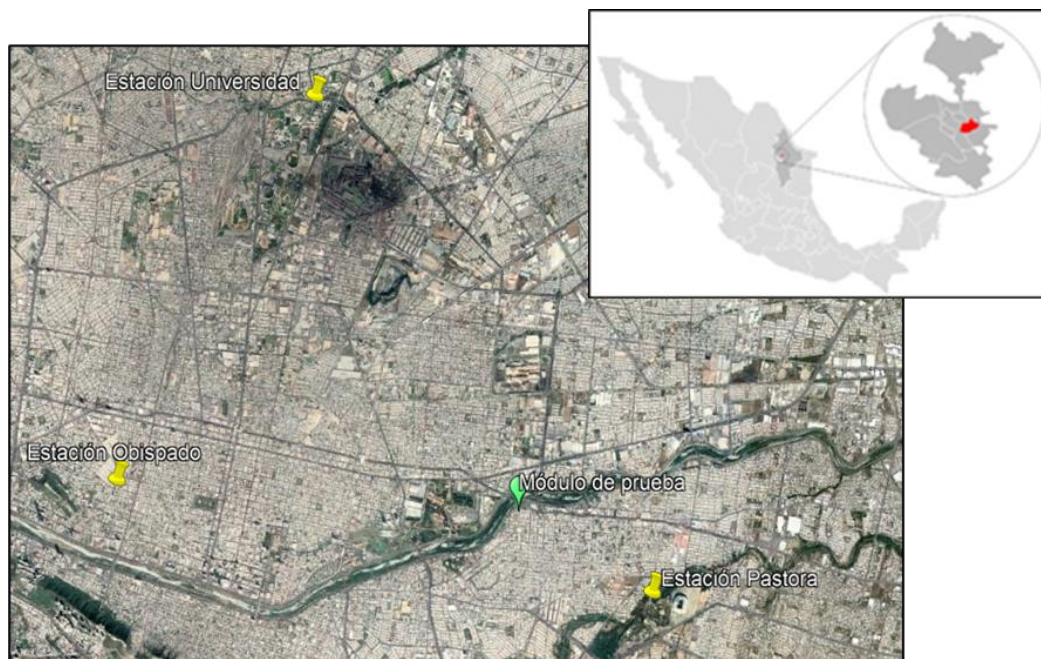 Estación Universidad
Estación Obispado
Módulo de prueba
Estación Pastora